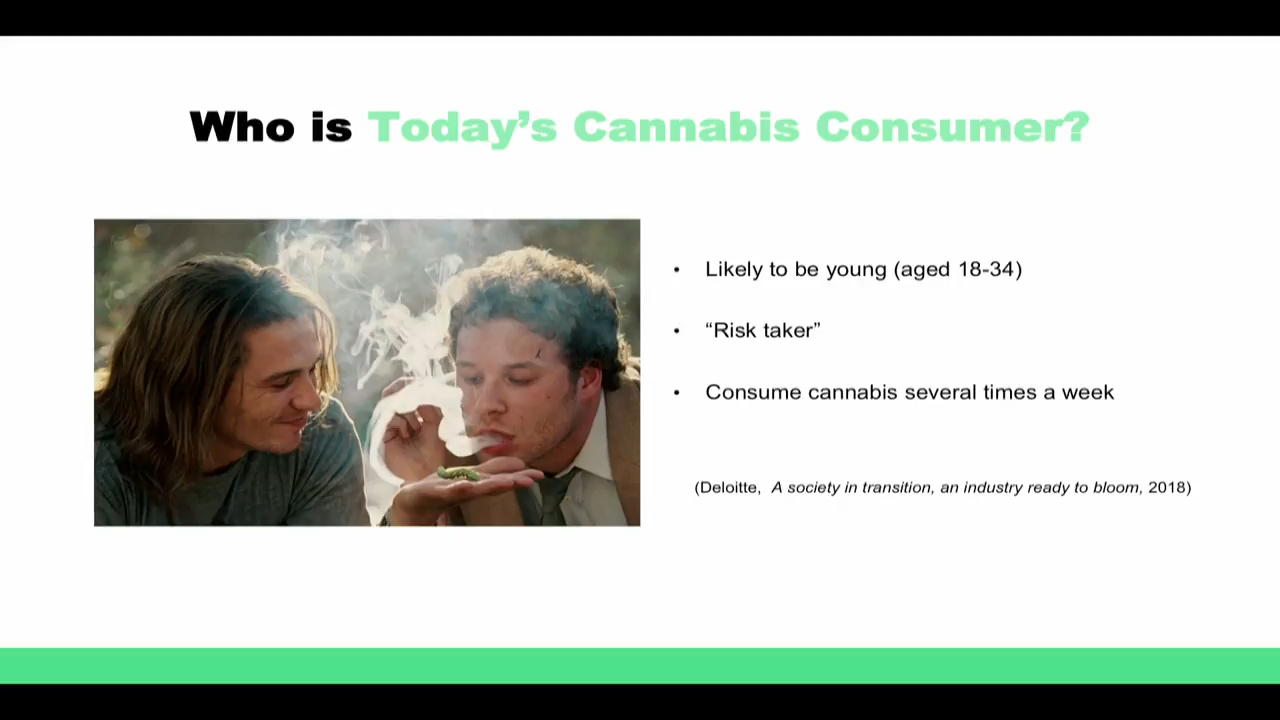 Who is Today’s Cannabis Consumer?
• Likely to be young (aged 18-34)
• “Risk taker”
• Consume cannabis several times a week
(Deloitte, A society in transition, an industry ready to bloom, 2018)